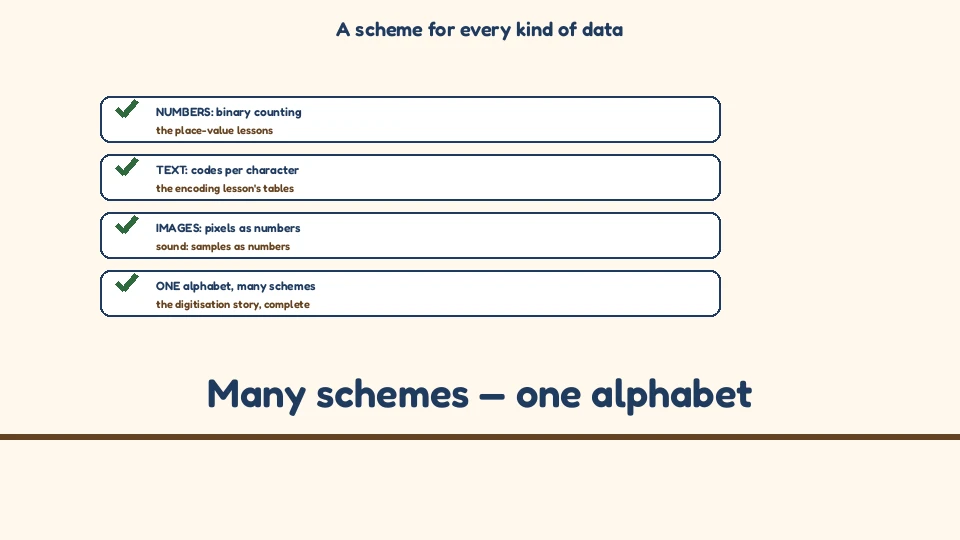 A scheme for every kind of data
NUMBERS: binary counting
the place-value lessons
TEXT: codes per character
the encoding lesson's tables
IMAGES: pixels as numbers
sound: samples as numbers
ONE alphabet, many schemes
the digitisation story, complete
Many schemes — one alphabet